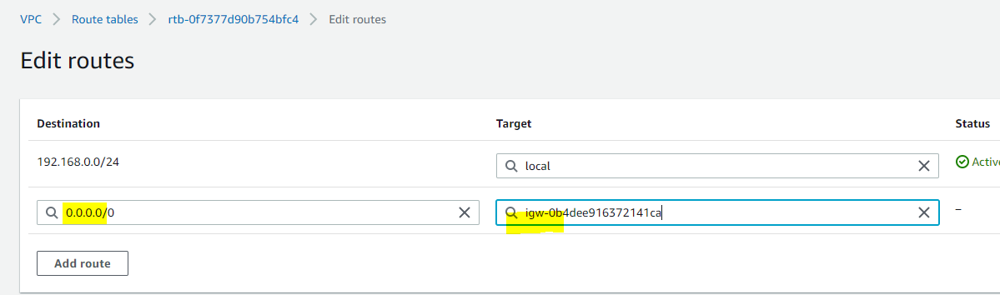 VPC > Route tables > rtb-0f7377d90b754bfc4 > Edit routes
Edit routes
Destination Target Status
192.168.0.0/24 local Active
0.0.0.0/0 igw-0b4dee916372141ca –
Add route